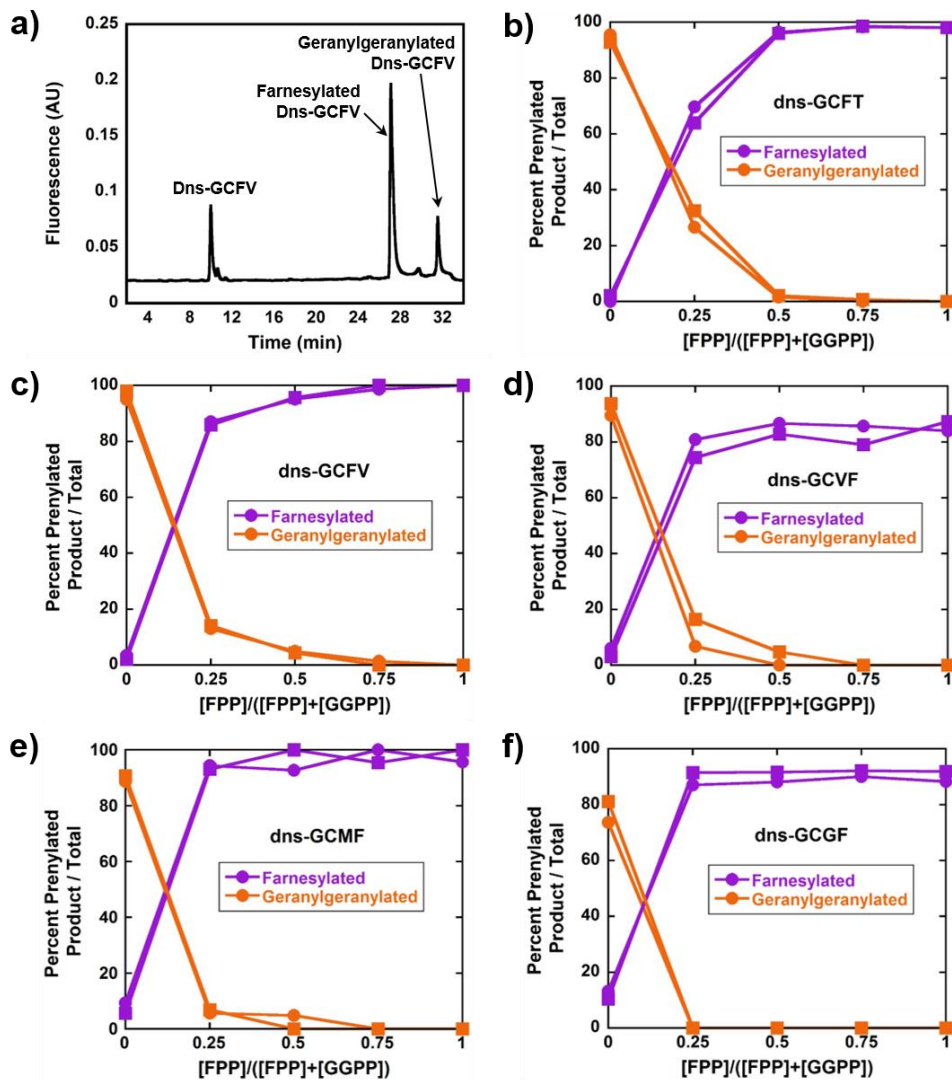 a)
Fluorescence (AU)
0.25
0.2
0.15
0.1
0.05
0
Geranylgeranylated
Dns-GCFV
Farnesylated
Dns-GCFV
Dns-GCFV
4 8 12 16 20 24 28 32
Time (min)
b)
Percent Prenylated
Product / Total
100
80
60
40
20
0
dns-GCFT
Farnesylated
Geranylgeranylated
0 0.25 0.5 0.75 1
[FPP]/([FPP]+[GGPP])
c)
Percent Prenylated
Product / Total
100
80
60
40
20
0
dns-GCFV
Farnesylated
Geranylgeranylated
0 0.25 0.5 0.75 1
[FPP]/([FPP]+[GGPP])
d)
Percent Prenylated
Product / Total
100
80
60
40
20
0
dns-GCVF
Farnesylated
Geranylgeranylated
0 0.25 0.5 0.75 1
[FPP]/([FPP]+[GGPP])
e)
Percent Prenylated
Product / Total
100
80
60
40
20
0
dns-GCMF
Farnesylated
Geranylgeranylated
0 0.25 0.5 0.75 1
[FPP]/([FPP]+[GGPP])
f)
Percent Prenylated
Product / Total
100
80
60
40
20
0
dns-GCGF
Farnesylated
Geranylgeranylated
0 0.25 0.5 0.75 1
[FPP]/([FPP]+[GGPP])